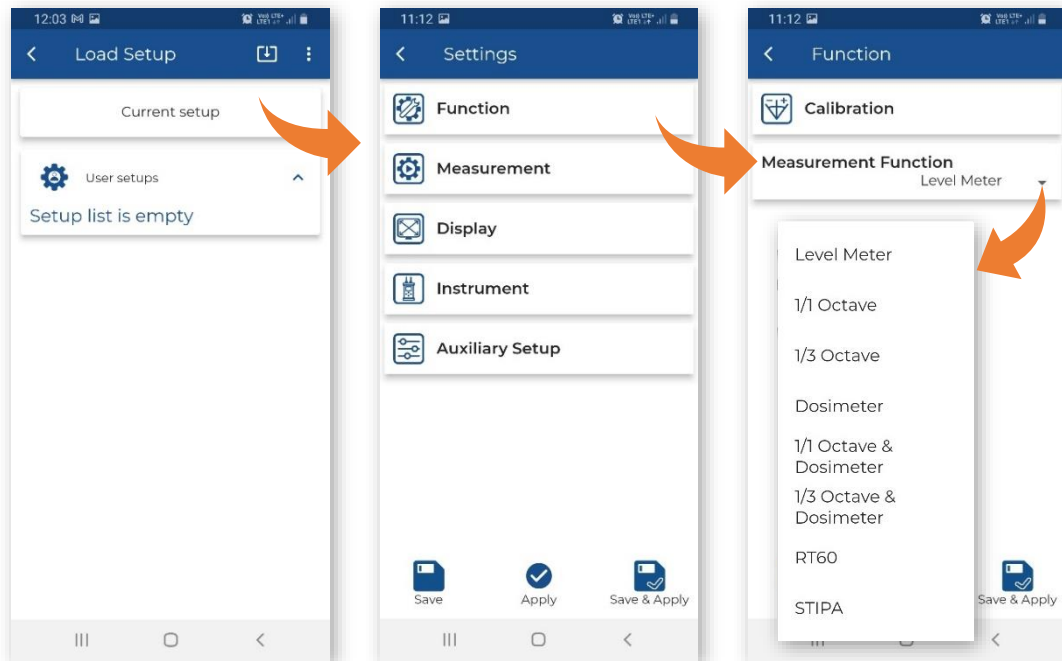 12:03
Load Setup
Current setup
User setups
Setup list is empty
11:12
Settings
Function
Measurement
Display
Instrument
Auxiliary Setup
Save
Apply
Save & Apply
11:12
Function
Calibration
Measurement Function
Level Meter
Level Meter
1/1 Octave
1/3 Octave
Dosimeter
1/1 Octave &
Dosimeter
1/3 Octave &
Dosimeter
RT60
STIPA
Save & Apply